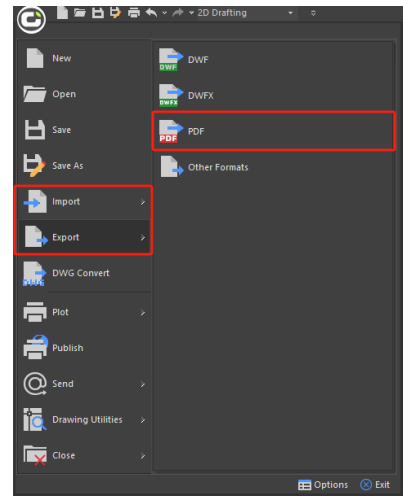 2D Drafting
New
Open
Save
Save As
Import
Export
DWG Convert
Plot
Publish
Send
Drawing Utilities
Close
DWF
DWF
DWFX
DWFX
PDF
PDF
Other Formats
Options
Exit